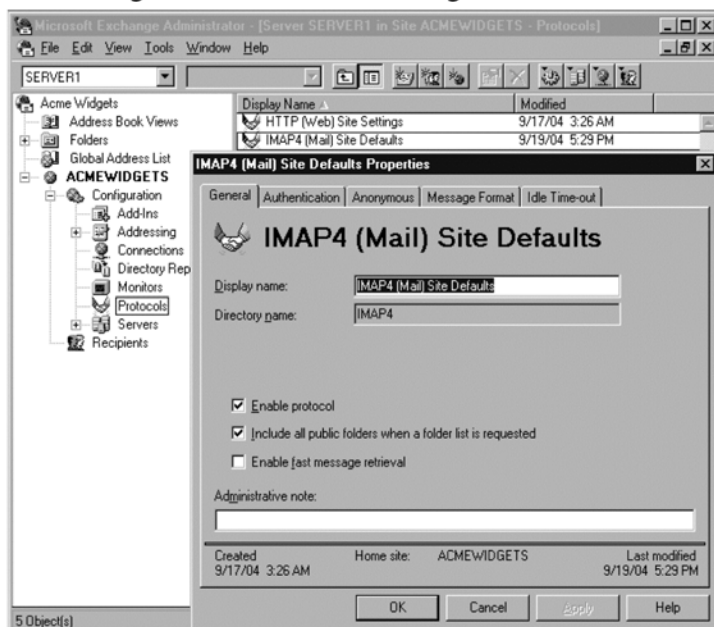 Microsoft Exchange Administrator - [Server SERVER1 in Site ACMEWIDGETS - Protocols]
File Edit View Tools Window Help
SERVER1
Acme Widgets
Address Book Views
Folders
Global Address List
ACMEWIDGETS
Configuration
Add-Ins
Addressing
Connections
Directory Rep
Monitors
Protocols
Servers
Recipients
Display Name Modified
HTTP (Web) Site Settings 9/17/04 3:26 AM
IMAP4 (Mail) Site Defaults 9/19/04 5:29 PM
IMAP4 (Mail) Site Defaults Properties
General Authentication Anonymous Message Format Idle Time-out
IMAP4 (Mail) Site Defaults
Display name: IMAP4 (Mail) Site Defaults
Directory name: IMAP4
Enable protocol
Include all public folders when a folder list is requested
Enable fast message retrieval
Administrative note:
Created Home site: ACMEWIDGETS Last modified
9/17/04 3:26 AM 9/19/04 5:29 PM
OK Cancel Apply Help
5 Object(s)